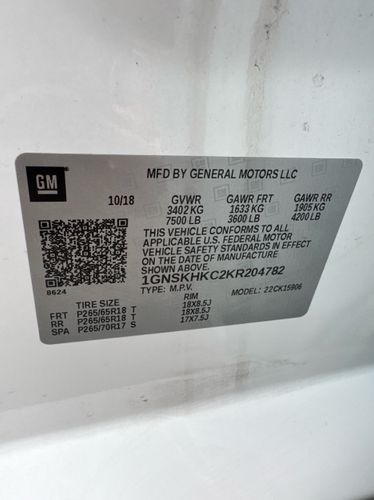 GM
MFD BY GENERAL MOTORS LLC
10/18 GVWR GAWR FRT GAWR RR
3402 KG 1633 KG 1905 KG
7500 LB 3600 LB 4200 LB
THIS VEHICLE CONFORMS TO ALL
APPLICABLE U.S. FEDERAL MOTOR
VEHICLE SAFETY STANDARDS IN EFFECT
ON THE DATE OF MANUFACTURE
SHOWN ABOVE.
1GNSKHKC2KR204782
8624
TYPE: M.P.V. MODEL: 22CK15906
TIRE SIZE RIM
FRT P265/65R18 T 18X8.5J
RR P265/65R18 T 18X8.5J
SPA P265/70R17 S 17X7.5J